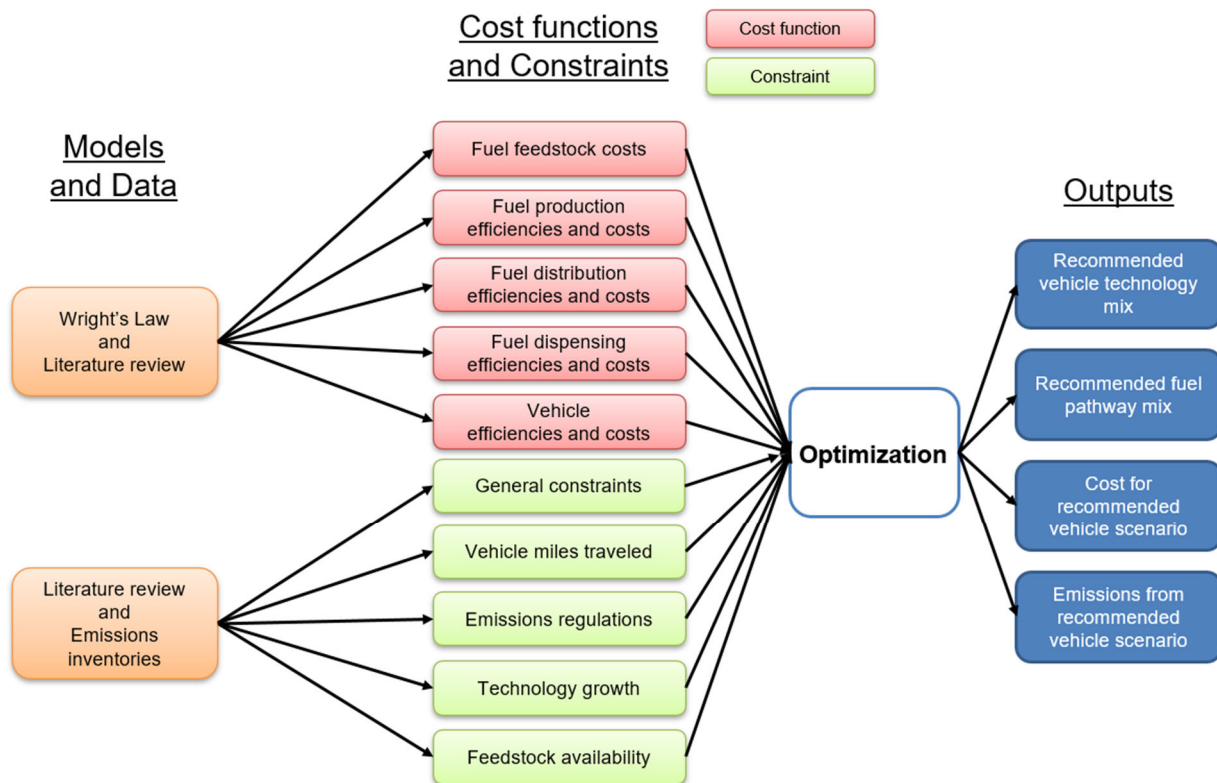 Cost functions
and Constraints
Cost function
Constraint
Models
and Data
Outputs
Wright's Law
and
Literature review
Literature review
and
Emissions
inventories
Fuel feedstock costs
Fuel production
efficiencies and costs
Fuel distribution
efficiencies and costs
Fuel dispensing
efficiencies and costs
Vehicle
efficiencies and costs
General constraints
Vehicle miles traveled
Emissions regulations
Technology growth
Feedstock availability
Optimization
Recommended
vehicle technology
mix
Recommended fuel
pathway mix
Cost for
recommended
vehicle scenario
Emissions from
recommended
vehicle scenario